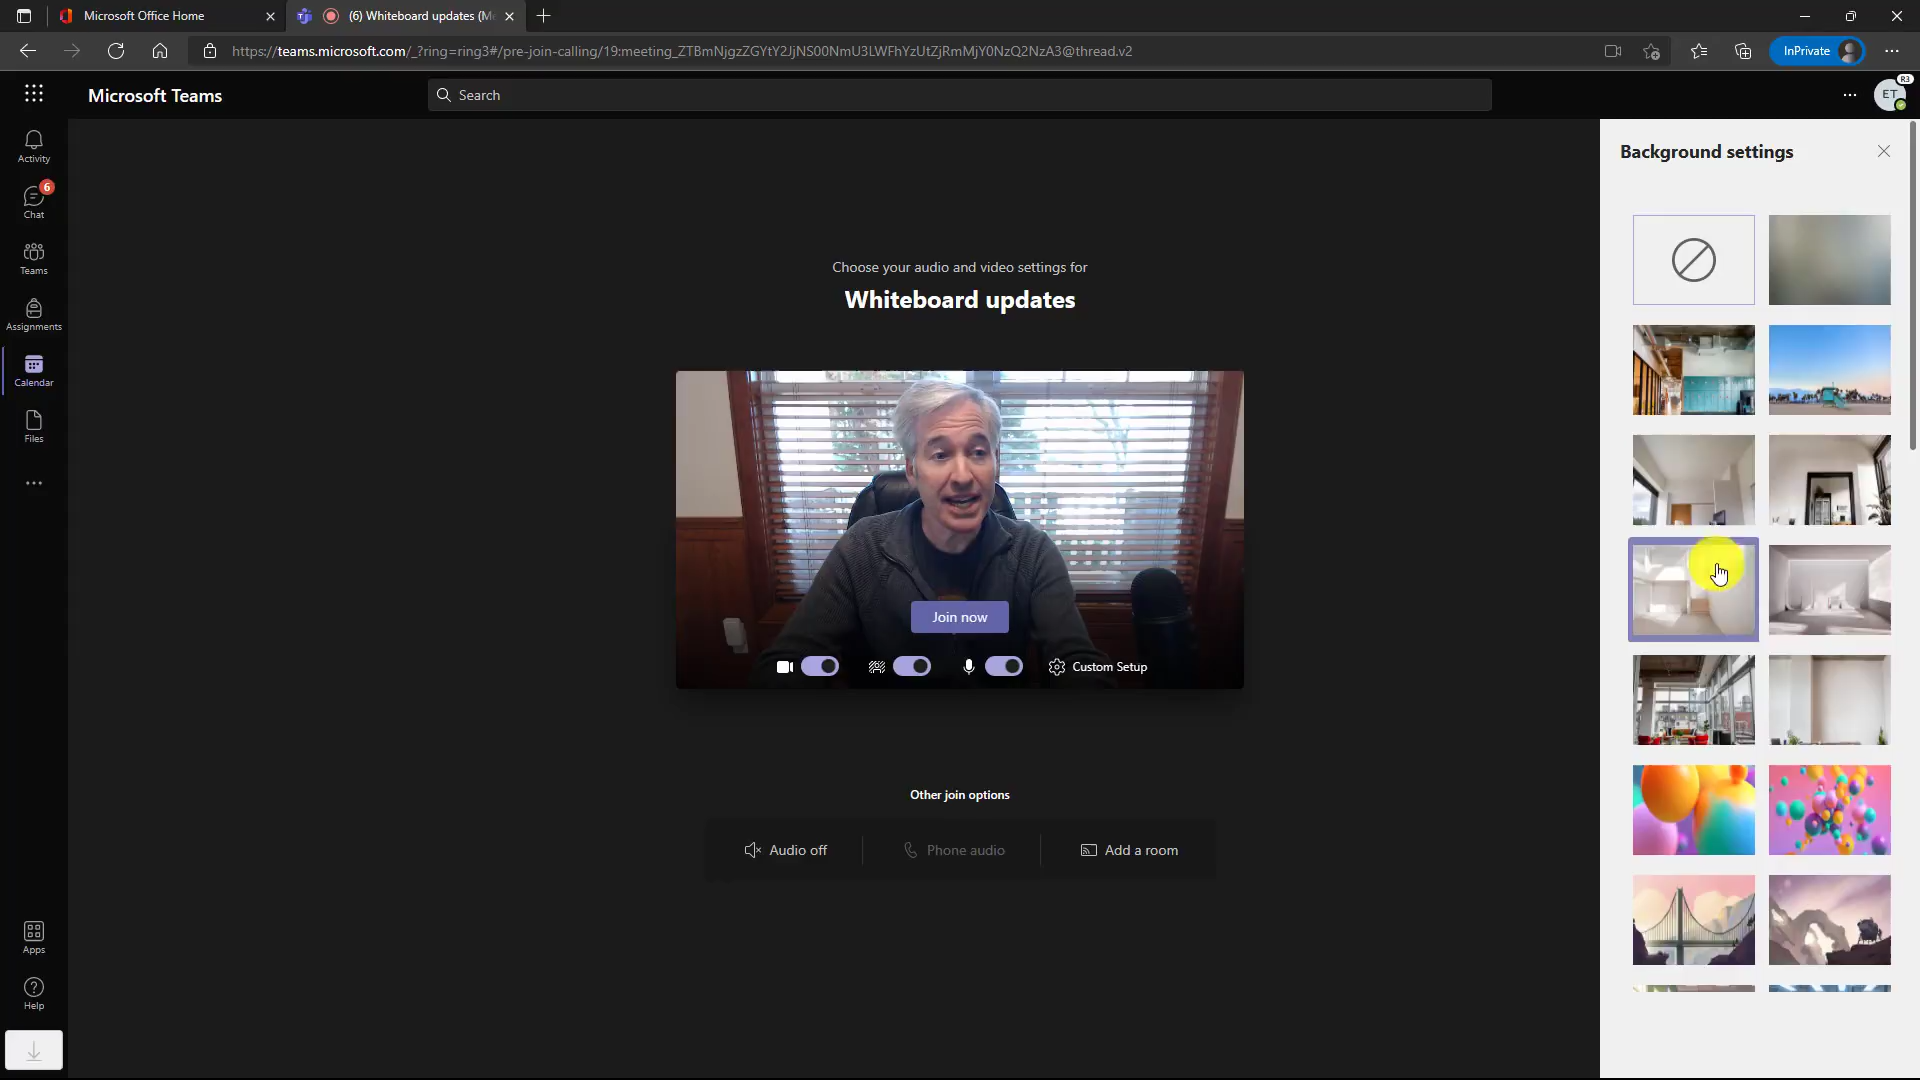 Microsoft Office Home
(6) Whiteboard updates (M
https://teams.microsoft.com/_?ring=ring3#/pre-join-calling/19:meeting_ZTBmNjgzZGYtY2JjNS00NmU3LWFhYzUtZjRmMjY0NzQ2NzA3@thread.v2
InPrivate
Microsoft Teams
Search
R3
ET
Activity
6
Chat
Teams
Assignments
Calendar
Files
Apps
Help
Choose your audio and video settings for
Whiteboard updates
Join now
Custom Setup
Other join options
Audio off
Phone audio
Add a room
Background settings